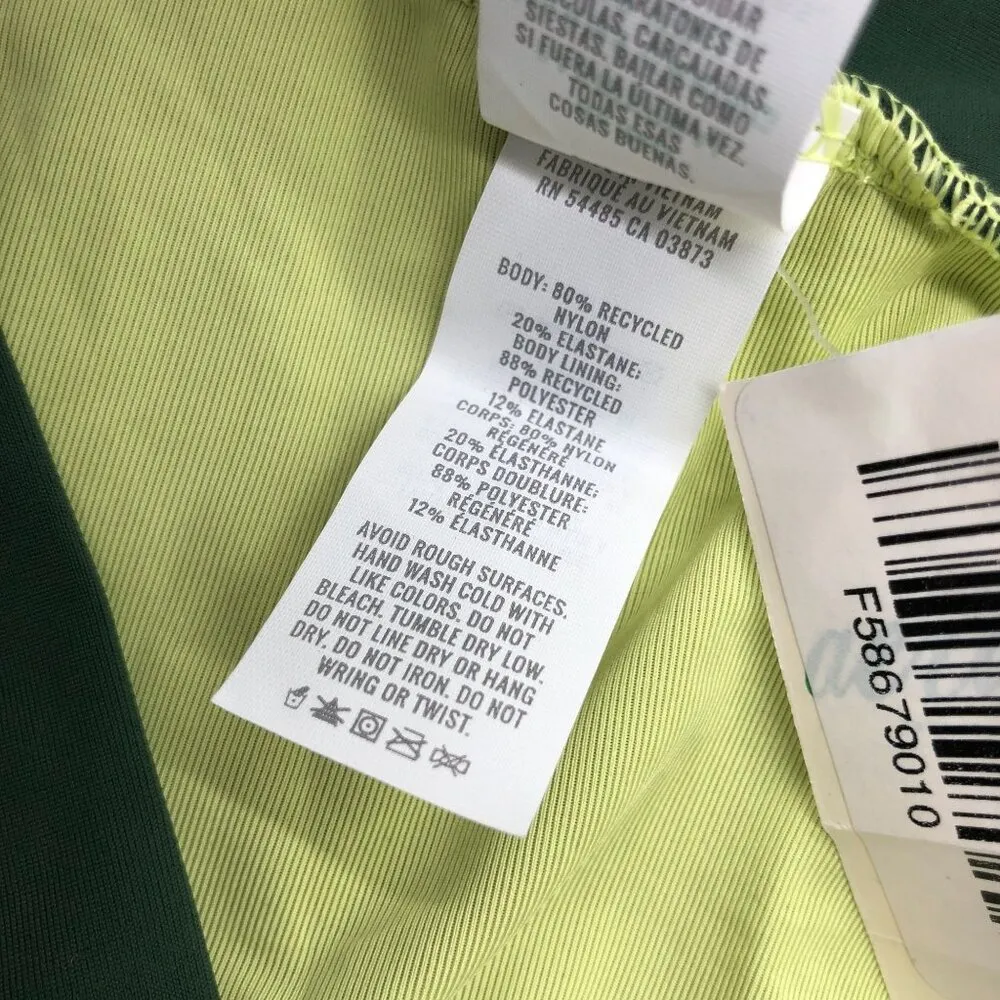 DE
SIESTAS. BAILAR COMO
SI FUERA LA ÚLTIMA VEZ.
TODAS ESAS
COSAS BUENAS.
VIETNAM
FABRIQUÉ AU VIETNAM
RN 54485 CA 03873
BODY: 80% RECYCLED
NYLON
20% ELASTANE;
BODY LINING:
88% RECYCLED
POLYESTER
12% ELASTANE
CORPS: 80% NYLON
RÉGÉNÉRÉ
20% ÉLASTHANNE;
CORPS DOUBLURE:
88% POLYESTER
RÉGÉNÉRÉ
12% ÉLASTHANNE
AVOID ROUGH SURFACES.
HAND WASH COLD WITH
LIKE COLORS. DO NOT
BLEACH. TUMBLE DRY LOW.
DO NOT LINE DRY OR HANG
DRY. DO NOT IRON. DO NOT
WRING OR TWIST.
F58679010